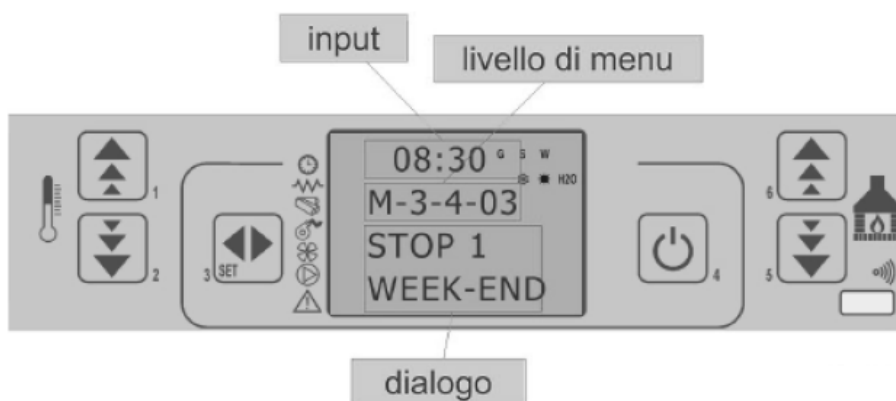 input
livello di menu
08:30 G S W
H2O
M-3-4-03
STOP 1
WEEK-END
1
2
3
SET
4
5
6
dialogo